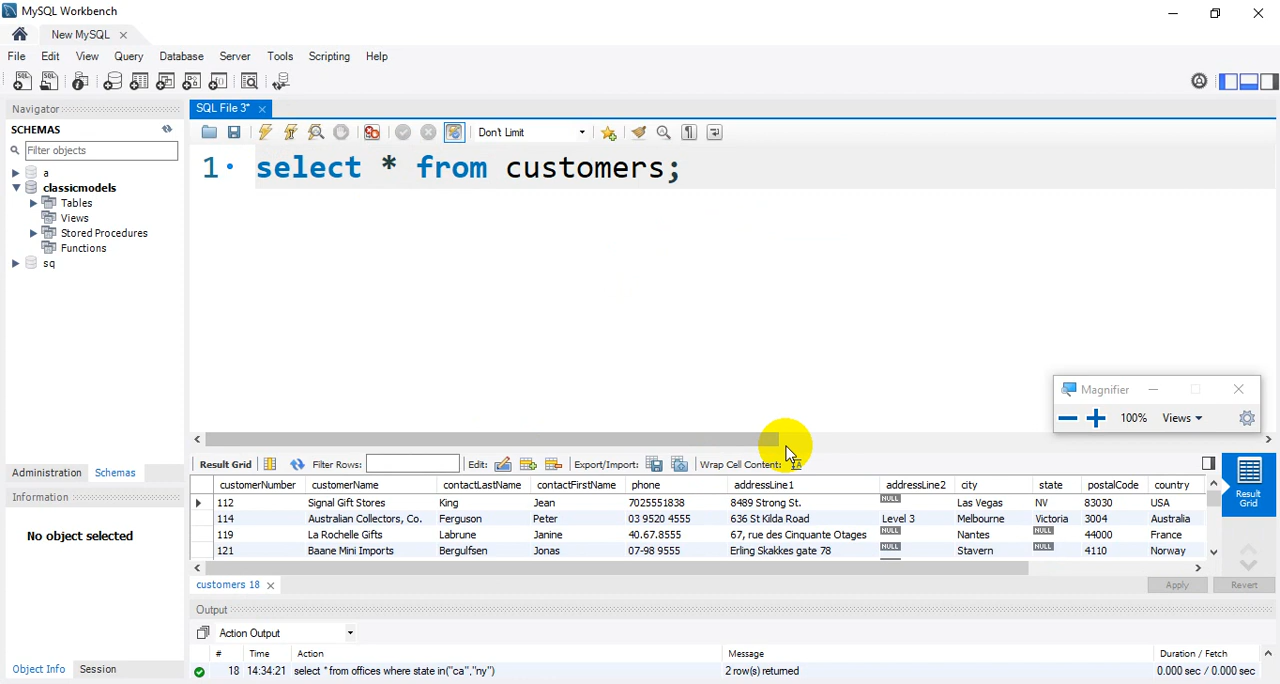 MySQL Workbench
New MySQL
File Edit View Query Database Server Tools Scripting Help
Navigator
SCHEMAS
Filter objects
a
classicmodels
Tables
Views
Stored Procedures
Functions
sq
Administration Schemas
Information
No object selected
Object Info Session
SQL File 3*
Don't Limit
1 select * from customers;
Magnifier
100% Views
Result Grid Filter Rows: Edit: Export/Import: Wrap Cell Content:
customerNumber customerName contactLastName contactFirstName phone addressLine1 addressLine2 city state postalCode country
112 Signal Gift Stores King Jean 7025551838 8489 Strong St. NULL Las Vegas NV 83030 USA
114 Australian Collectors, Co. Ferguson Peter 03 9520 4555 636 St Kilda Road Level 3 Melbourne Victoria 3004 Australia
119 La Rochelle Gifts Labrune Janine 40.67.8555 67, rue des Cinquante Otages NULL Nantes NULL 44000 France
121 Baane Mini Imports Bergulfsen Jonas 07-98 9555 Erling Skakkes gate 78 NULL Stavern NULL 4110 Norway
Result
Grid
customers 18
Apply Revert
Output
Action Output
# Time Action Message Duration / Fetch
18 14:34:21 select * from offices where state in("ca","ny") 2 row(s) returned 0.000 sec / 0.000 sec